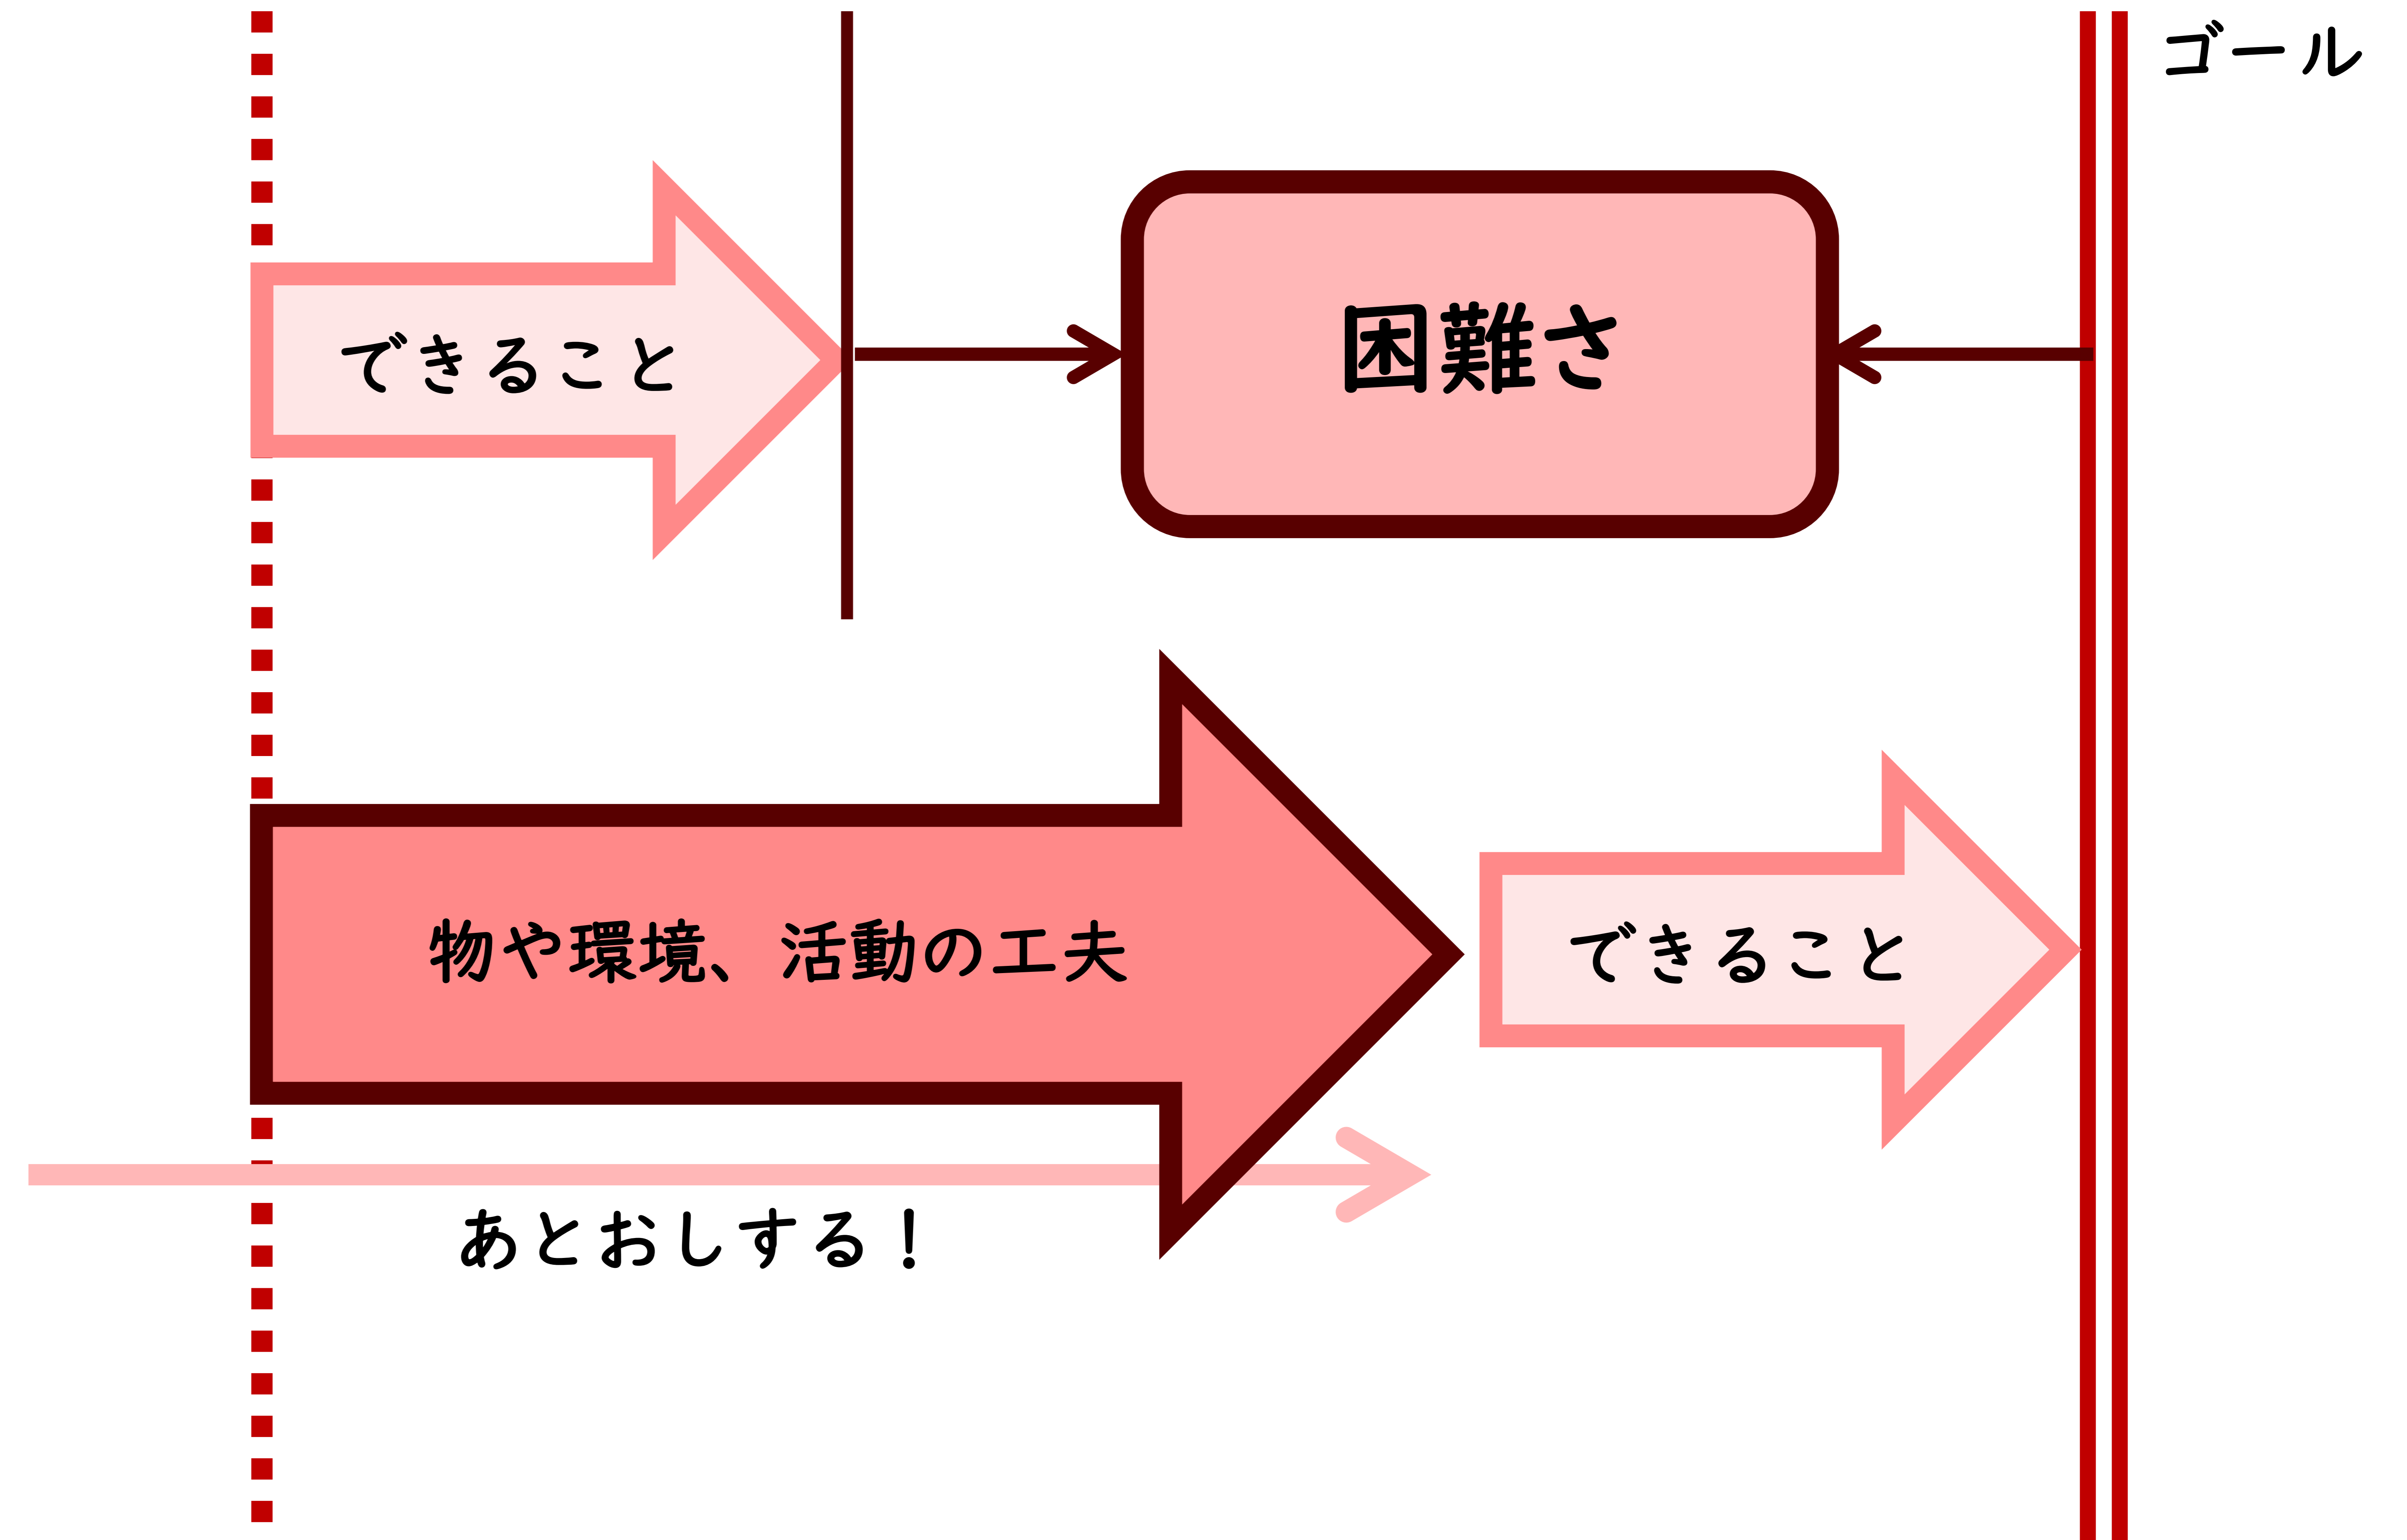 ゴール
できること
困難さ
物や環境、活動の工夫
できること
あとおしする！